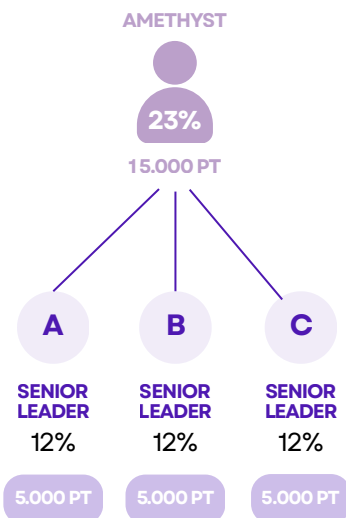 AMETHYST
23%
15.000 PT
A B C
SENIOR LEADER SENIOR LEADER SENIOR LEADER
12% 12% 12%
5.000 PT 5.000 PT 5.000 PT